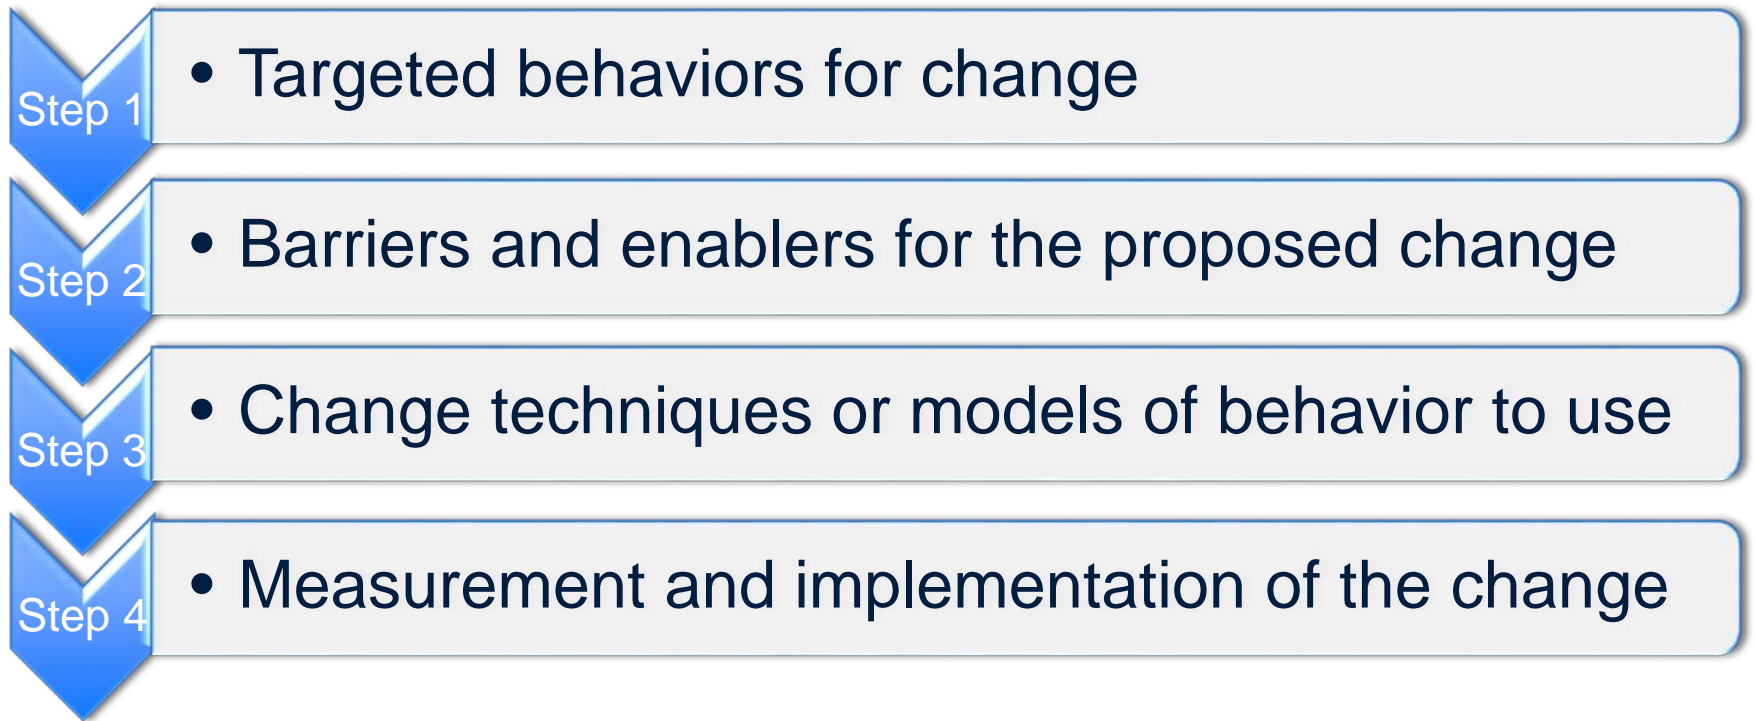 Step 1
• Targeted behaviors for change
Step 2
• Barriers and enablers for the proposed change
Step 3
• Change techniques or models of behavior to use
Step 4
• Measurement and implementation of the change